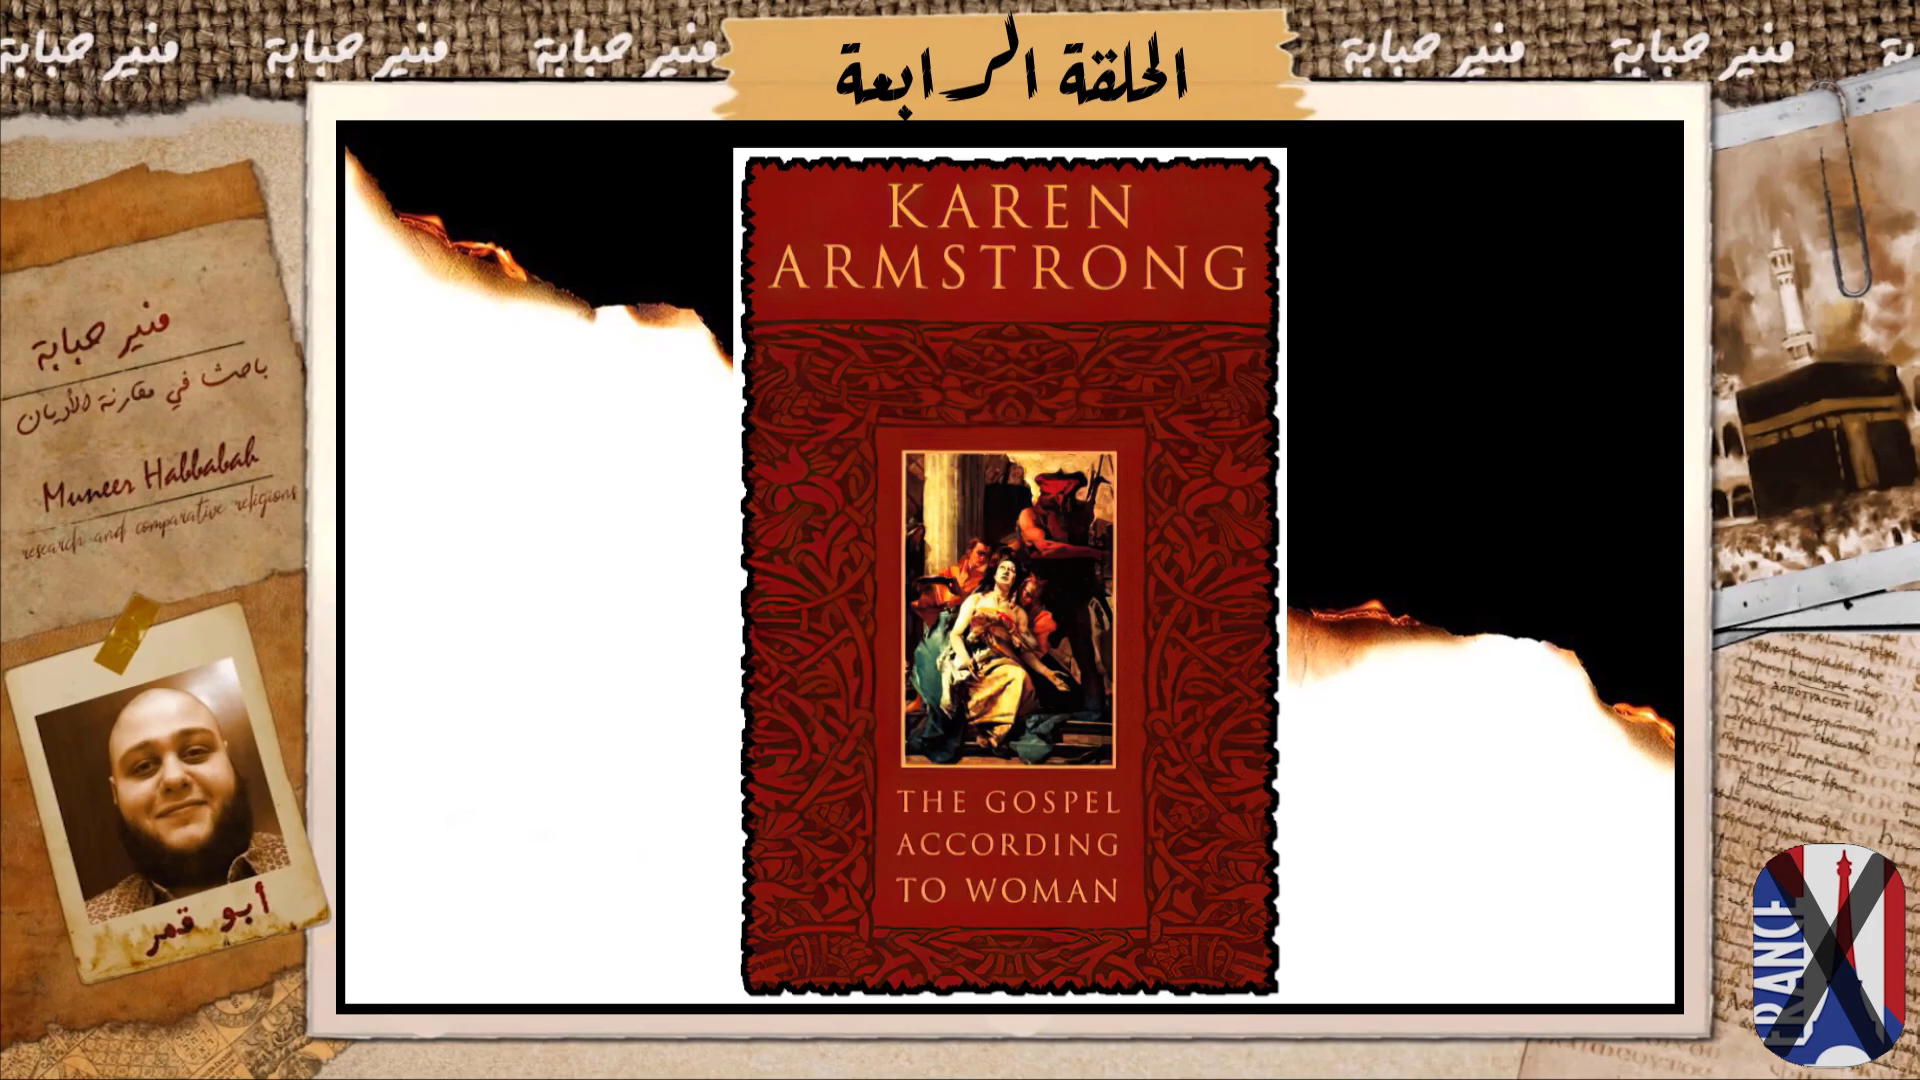 منير حبابة منير حبابة منير حبابة منير حبابة منير حبابة
الحلقة الرابعة
KAREN
ARMSTRONG
THE GOSPEL
ACCORDING
TO WOMAN
منير حبابة
باحث في مقارنة الأديان
Muneer Habbabah
research and comparative religions
أبو قمر
FRANCE